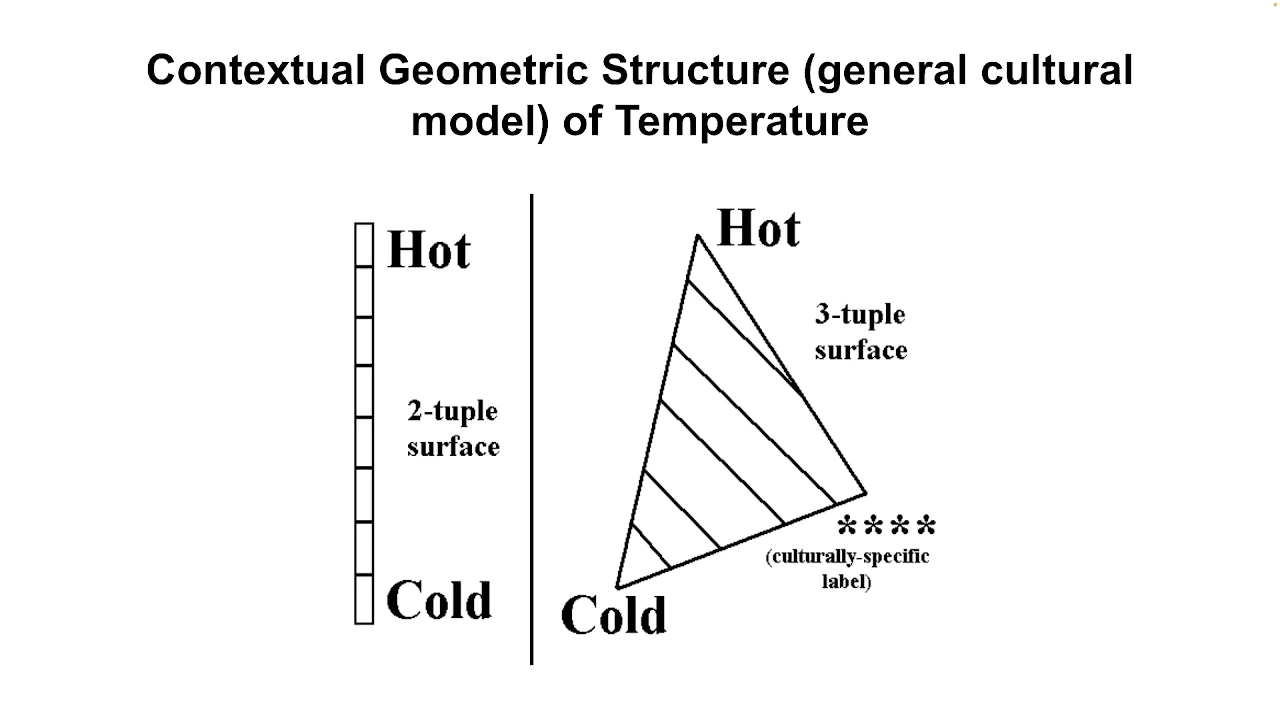 Contextual Geometric Structure (general cultural
model) of Temperature
Hot
2-tuple
surface
Cold
Hot
3-tuple
surface
****
(culturally-specific
label)
Cold